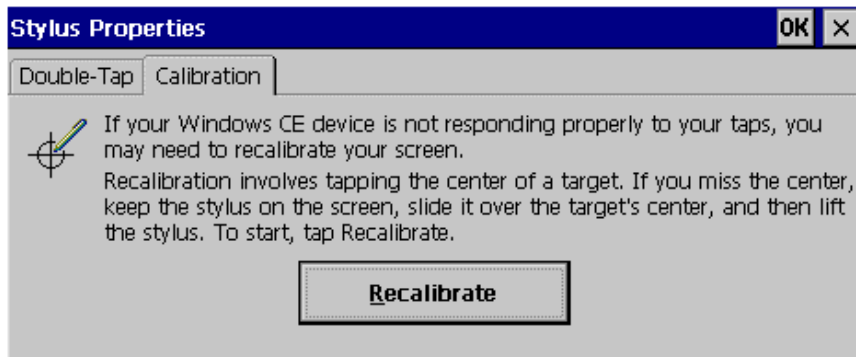 Stylus Properties OK ×
Double-Tap Calibration
If your Windows CE device is not responding properly to your taps, you
may need to recalibrate your screen.
Recalibration involves tapping the center of a target. If you miss the center,
keep the stylus on the screen, slide it over the target's center, and then lift
the stylus. To start, tap Recalibrate.
Recalibrate